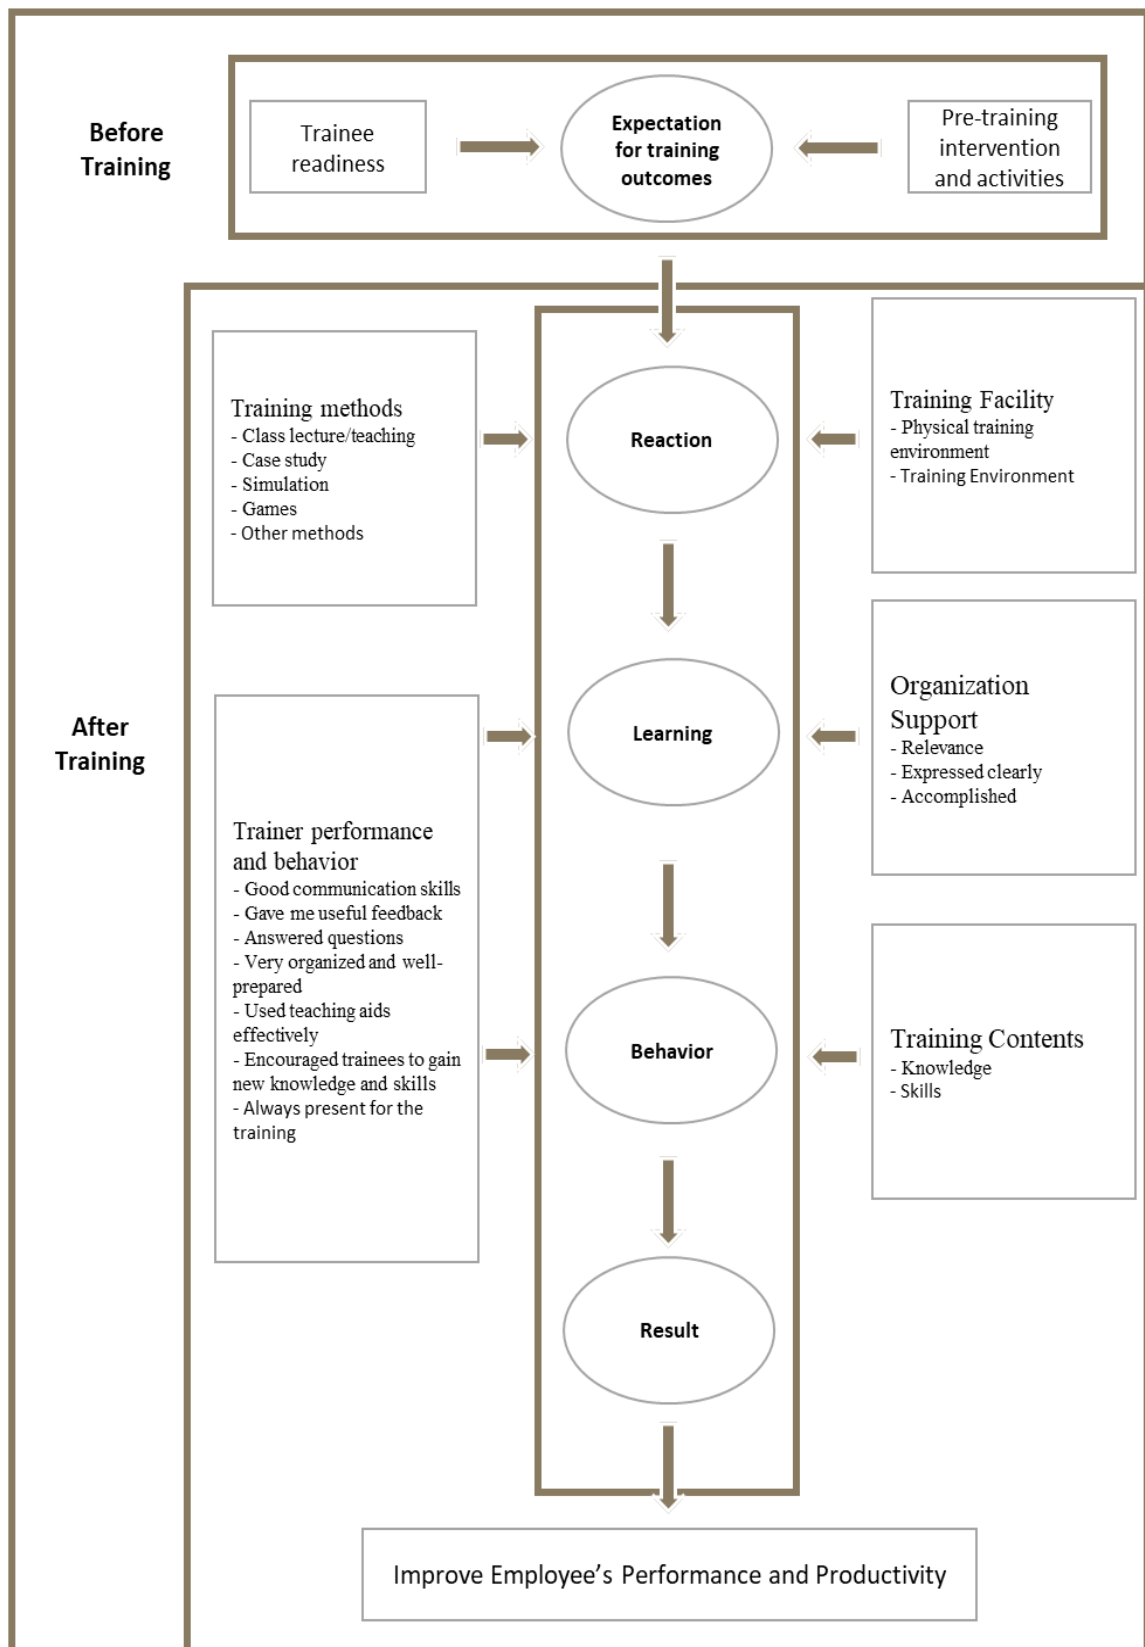 Before
Training
Trainee
readiness
Expectation
for training
outcomes
Pre-training
intervention
and activities
After
Training
Training methods
- Class lecture/teaching
- Case study
- Simulation
- Games
- Other methods
Reaction
Training Facility
- Physical training
environment
- Training Environment
Learning
Organization
Support
- Relevance
- Expressed clearly
- Accomplished
Trainer performance
and behavior
- Good communication skills
- Gave me useful feedback
- Answered questions
- Very organized and well-
prepared
- Used teaching aids
effectively
- Encouraged trainees to gain
new knowledge and skills
- Always present for the
training
Behavior
Training Contents
- Knowledge
- Skills
Result
Improve Employee’s Performance and Productivity